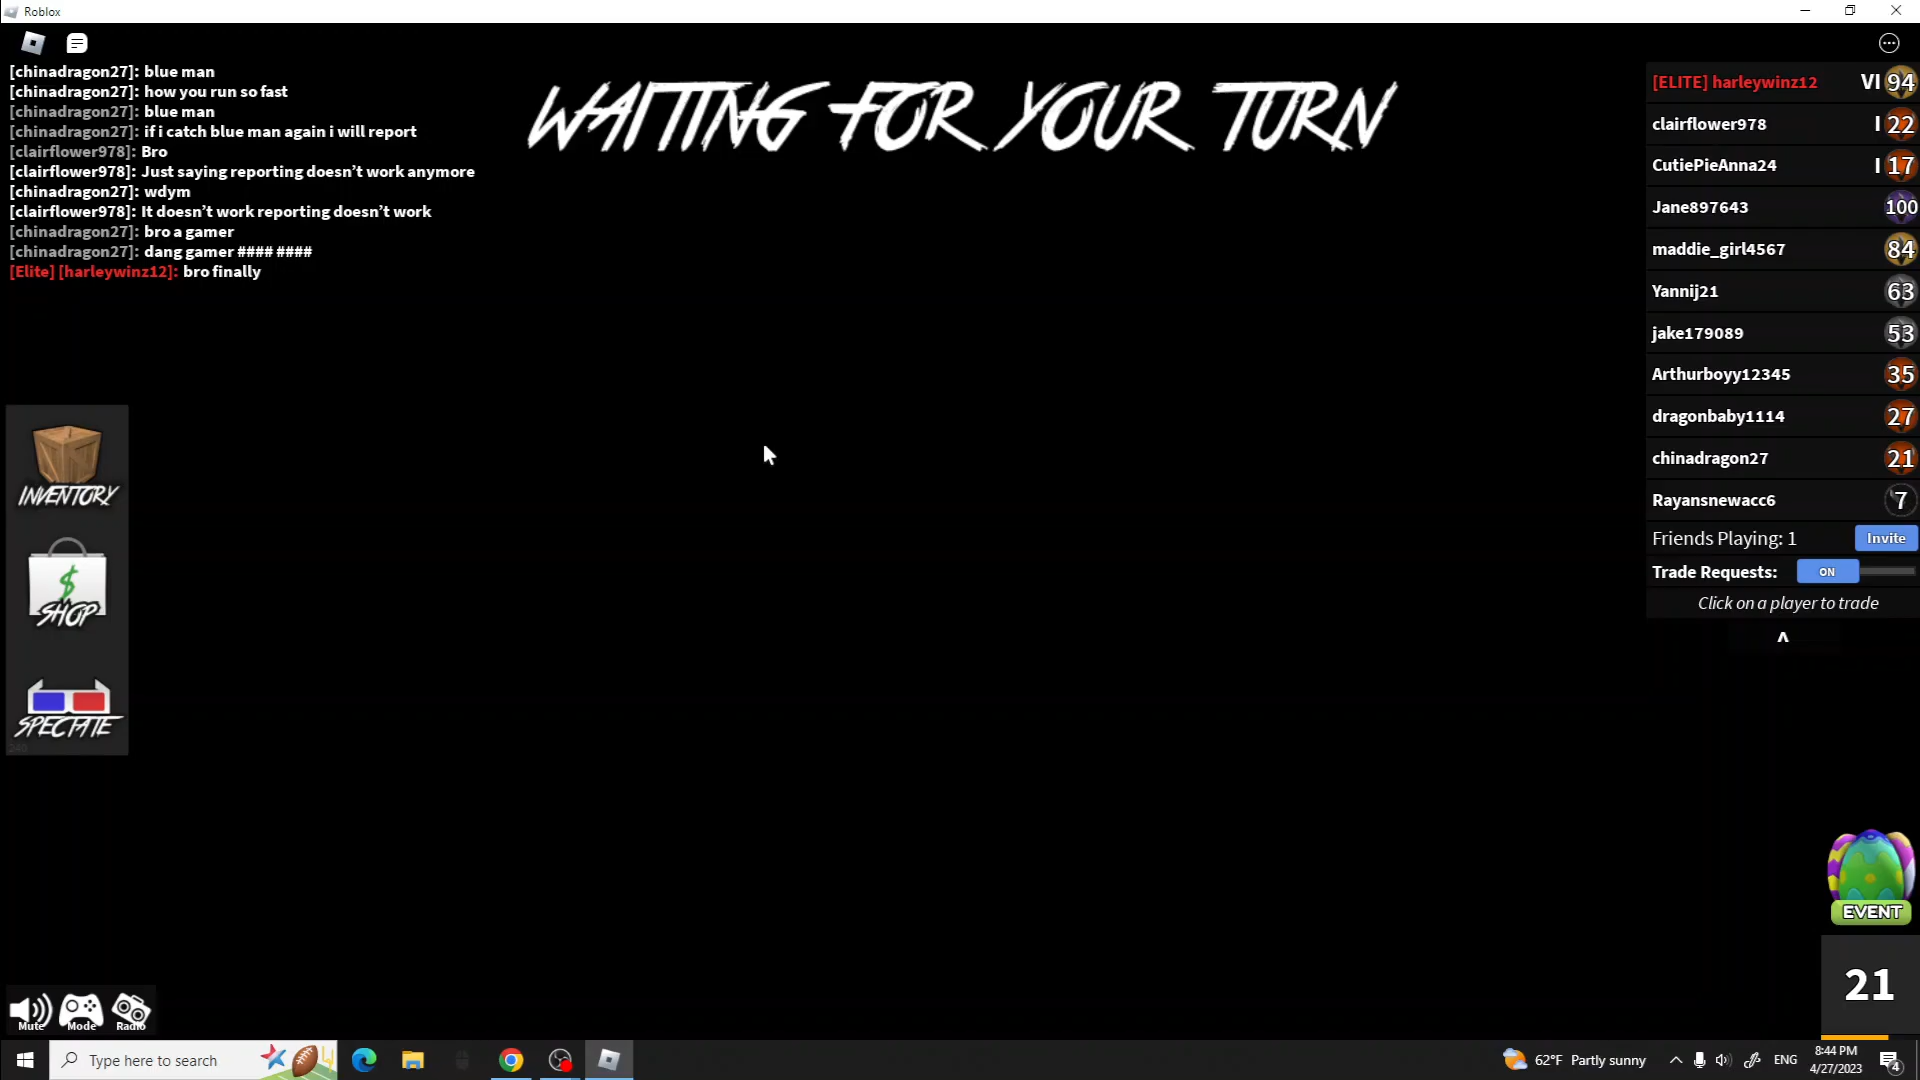 Roblox
[chinadragon27]: blue man
[chinadragon27]: how you run so fast
[chinadragon27]: blue man
[chinadragon27]: if i catch blue man again i will report
[clairflower978]: Bro
[clairflower978]: Just saying reporting doesn’t work anymore
[chinadragon27]: wdym
[clairflower978]: It doesn’t work reporting doesn’t work
[chinadragon27]: bro a gamer
[chinadragon27]: dang gamer #### ####
[Elite] [harleywinz12]: bro finally
WAITING FOR YOUR TURN
[ELITE] harleywinz12 VI 94
clairflower978 I 22
CutiePieAnna24 I 17
Jane897643 100
maddie_girl4567 84
Yannij21 63
jake179089 53
Arthurboyy12345 35
dragonbaby1114 27
chinadragon27 21
Rayansnewacc6 7
Friends Playing: 1 Invite
Trade Requests: ON
Click on a player to trade
^
INVENTORY
$
SHOP
SPECTATE
240
EVENT
21
Mute Mode Radio
Type here to search
62°F Partly sunny
ENG
8:44 PM
4/27/2023
4